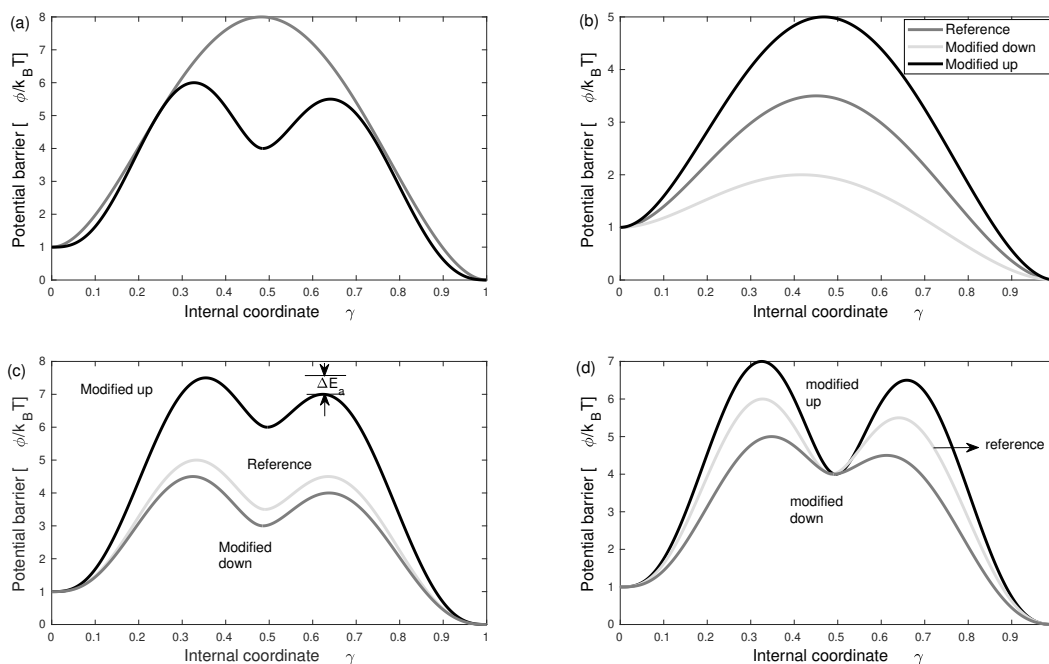 (a)
Potential barrier [ ϕ/k_B T]
8
7
6
5
4
3
2
1
0
0 0.1 0.2 0.3 0.4 0.5 0.6 0.7 0.8 0.9 1
Internal coordinate γ
(b)
Potential barrier [ ϕ/k_B T]
5
4
3
2
1
0
Reference
Modified down
Modified up
0 0.1 0.2 0.3 0.4 0.5 0.6 0.7 0.8 0.9
Internal coordinate γ
(c)
Potential barrier [ ϕ/k_B T]
8
7
6
5
4
3
2
1
0
Modified up
ΔE_a
Reference
Modified
down
0 0.1 0.2 0.3 0.4 0.5 0.6 0.7 0.8 0.9 1
Internal coordinate γ
(d)
Potential barrier [ ϕ/k_B T]
7
6
5
4
3
2
1
0
modified
up
reference
modified
down
0 0.1 0.2 0.3 0.4 0.5 0.6 0.7 0.8 0.9
Internal coordinate γ